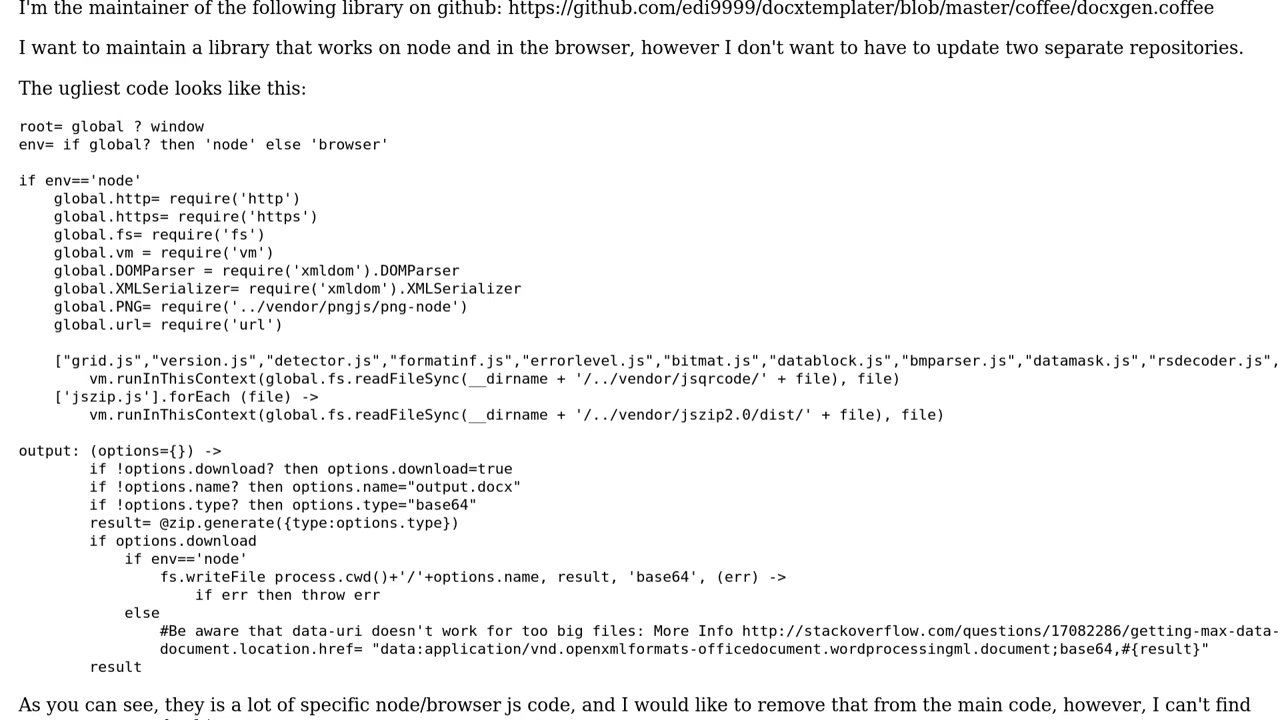 I'm the maintainer of the following library on github: https://github.com/edi9999/docxtemplater/blob/master/coffee/docxgen.coffee
I want to maintain a library that works on node and in the browser, however I don't want to have to update two separate repositories.
The ugliest code looks like this:
root= global ? window
env= if global? then 'node' else 'browser'
if env=='node'
    global.http= require('http')
    global.https= require('https')
    global.fs= require('fs')
    global.vm = require('vm')
    global.DOMParser = require('xmldom').DOMParser
    global.XMLSerializer= require('xmldom').XMLSerializer
    global.PNG= require('../vendor/pngjs/png-node')
    global.url= require('url')
    ["grid.js","version.js","detector.js","formatinf.js","errorlevel.js","bitmat.js","datablock.js","bmparser.js","datamask.js","rsdecoder.js",
        vm.runInThisContext(global.fs.readFileSync(__dirname + '/../vendor/jsqrcode/' + file), file)
    ['jszip.js'].forEach (file) ->
        vm.runInThisContext(global.fs.readFileSync(__dirname + '/../vendor/jszip2.0/dist/' + file), file)
output: (options={}) ->
        if !options.download? then options.download=true
        if !options.name? then options.name="output.docx"
        if !options.type? then options.type="base64"
        result= @zip.generate({type:options.type})
        if options.download
            if env=='node'
                fs.writeFile process.cwd()+'/'+options.name, result, 'base64', (err) ->
                    if err then throw err
            else
                #Be aware that data-uri doesn't work for too big files: More Info http://stackoverflow.com/questions/17082286/getting-max-data-
                document.location.href= "data:application/vnd.openxmlformats-officedocument.wordprocessingml.document;base64,#{result}"
        result
As you can see, they is a lot of specific node/browser js code, and I would like to remove that from the main code, however, I can't find